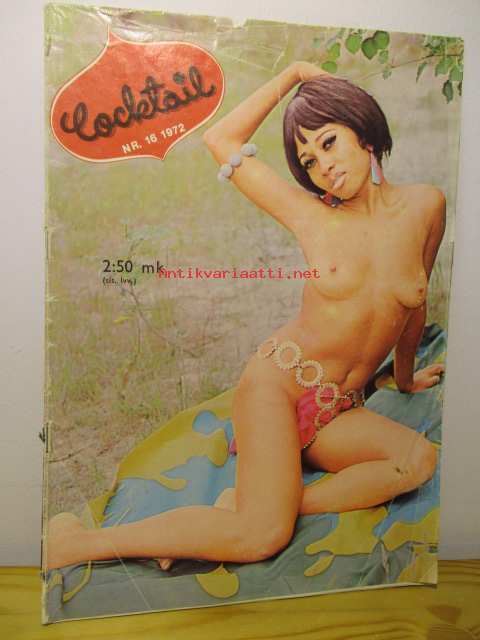 Cocktail
NR. 16 1972
2:50 mk
(sis. lvv.)
antikvariaatti.net